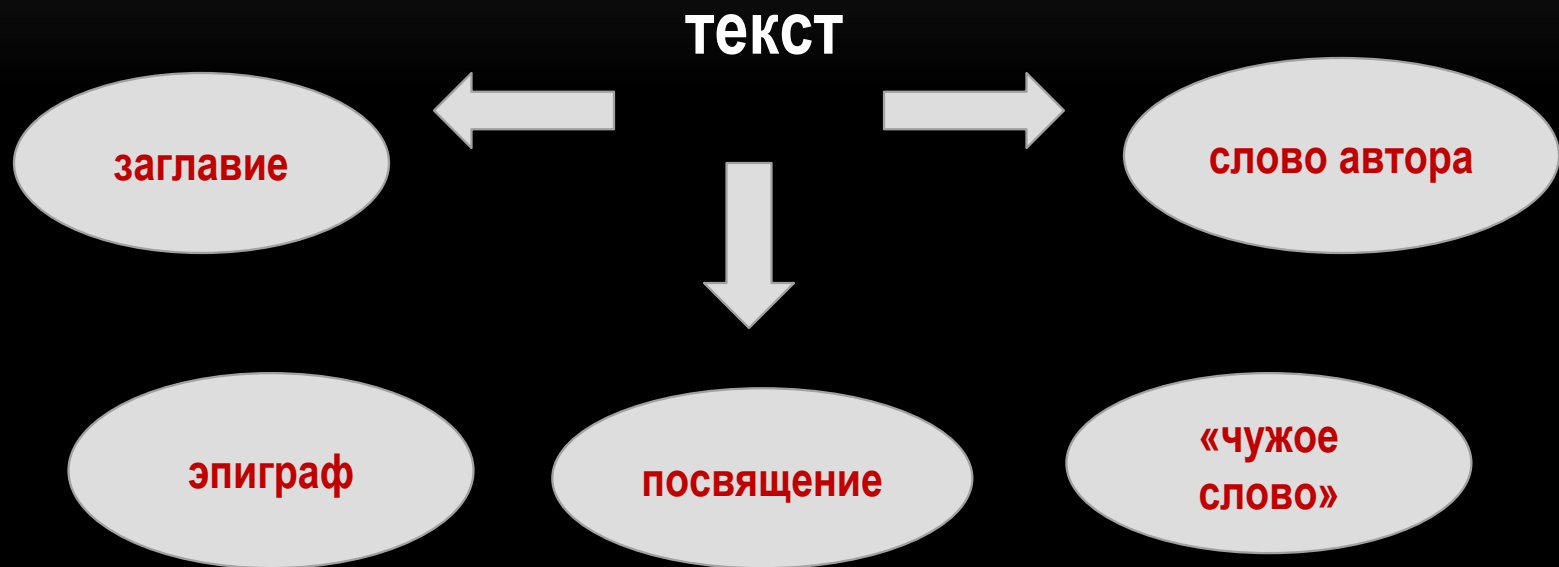 текст
заглавие
слово автора
эпиграф
посвящение
«чужое
слово»